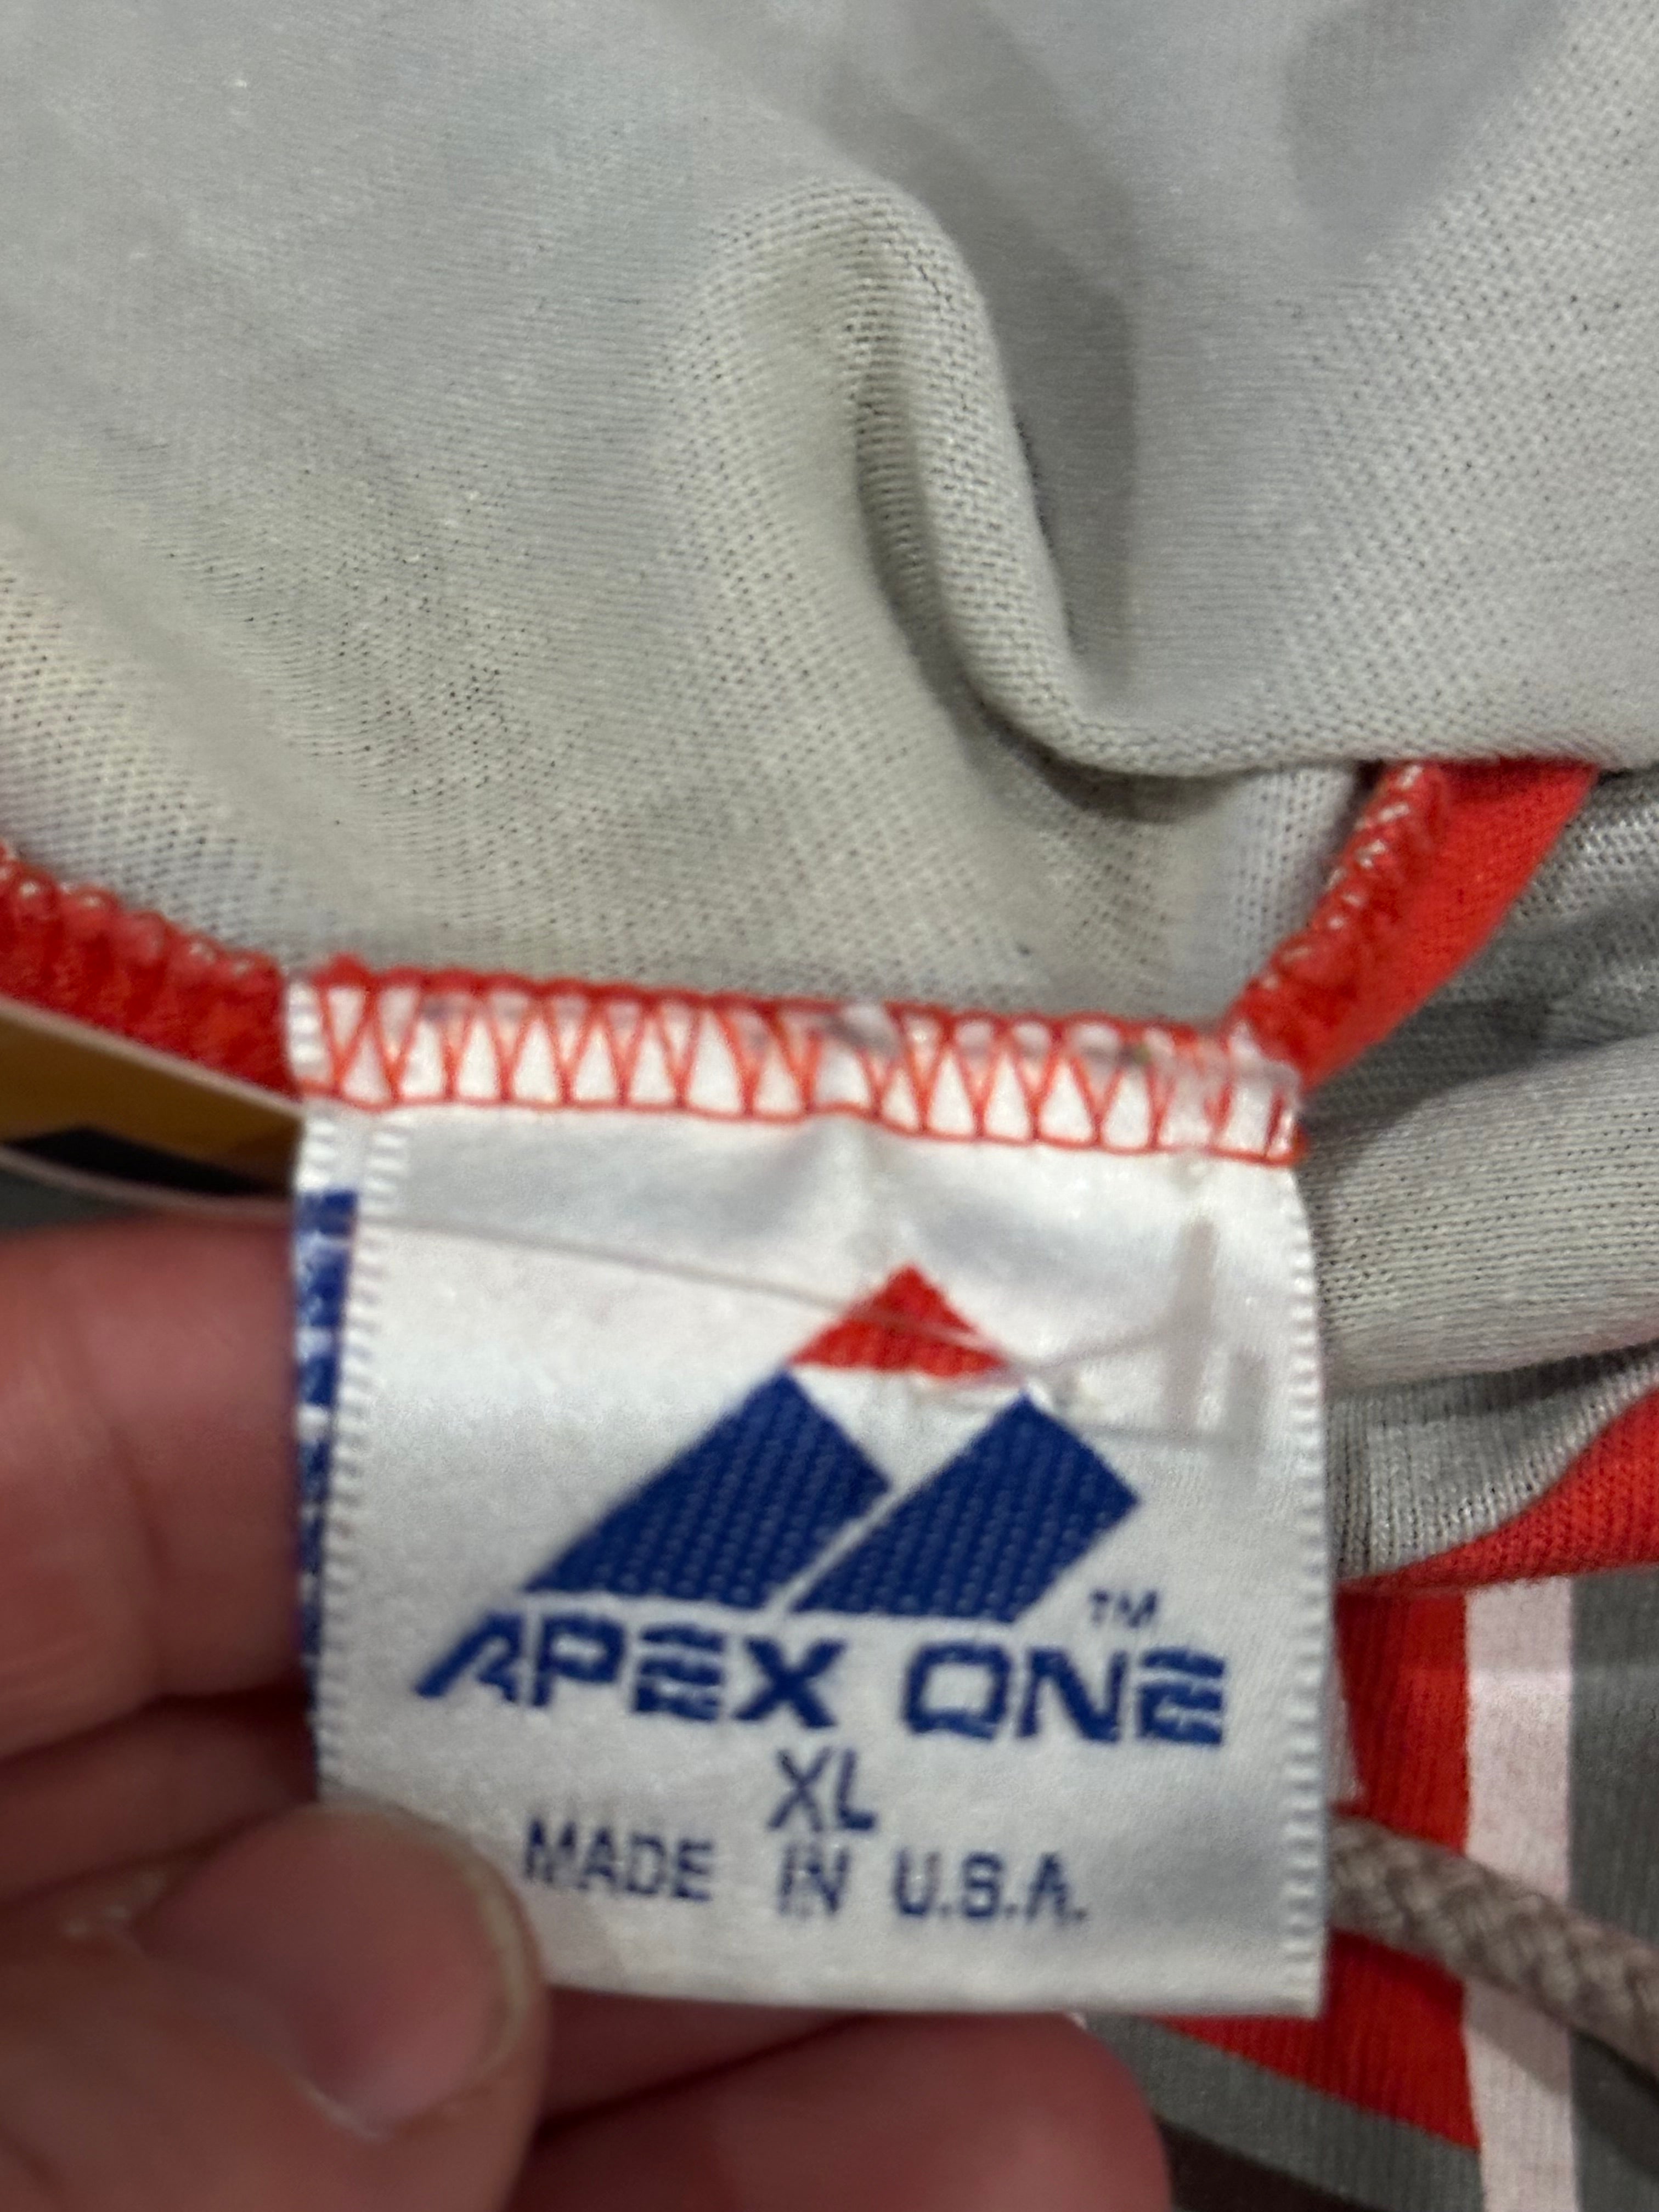 ™
APEX ONE
XL
MADE IN U.S.A.